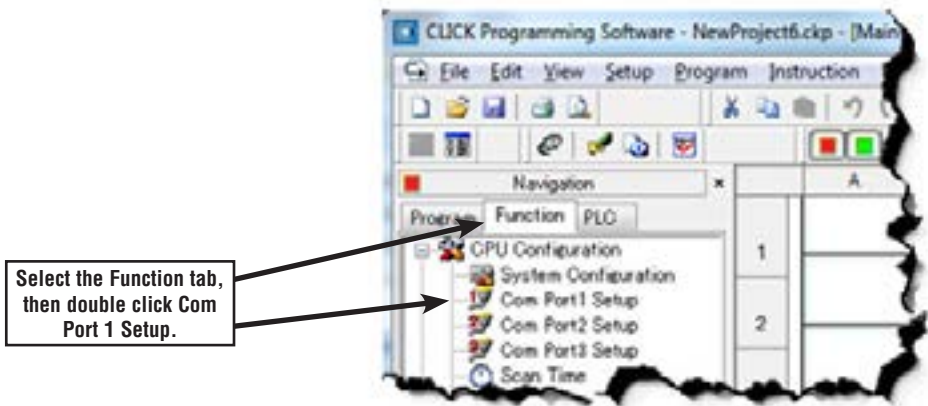 CLICK Programming Software - NewProject6.ckp - [Main
File Edit View Setup Program Instruction
Navigation
A
Program Function PLC
CPU Configuration
1
System Configuration
Select the Function tab,
then double click Com
Port 1 Setup.
Com Port1 Setup
Com Port2 Setup
2
Com Port3 Setup
Scan Time